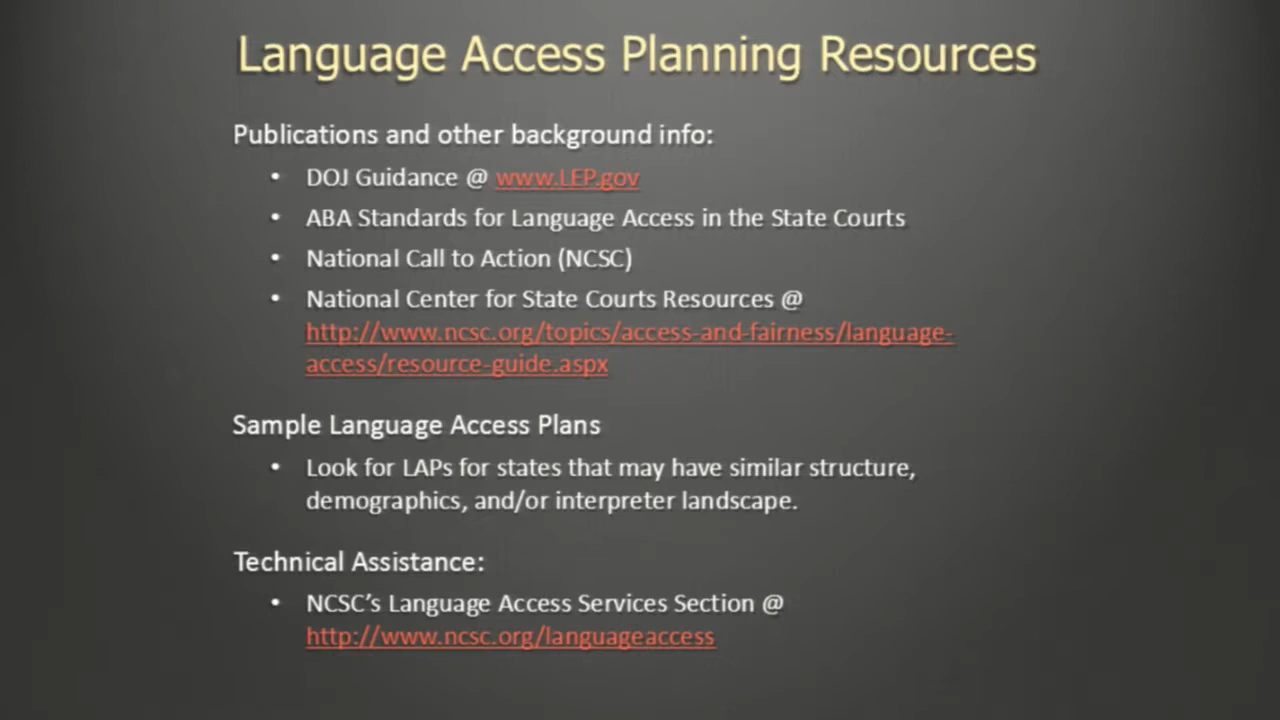 Language Access Planning Resources
Publications and other background info:
• DOJ Guidance @ www.LEP.gov
• ABA Standards for Language Access in the State Courts
• National Call to Action (NCSC)
• National Center for State Courts Resources @
http://www.ncsc.org/topics/access-and-fairness/language-
access/resource-guide.aspx
Sample Language Access Plans
• Look for LAPs for states that may have similar structure,
demographics, and/or interpreter landscape.
Technical Assistance:
• NCSC’s Language Access Services Section @
http://www.ncsc.org/languageaccess